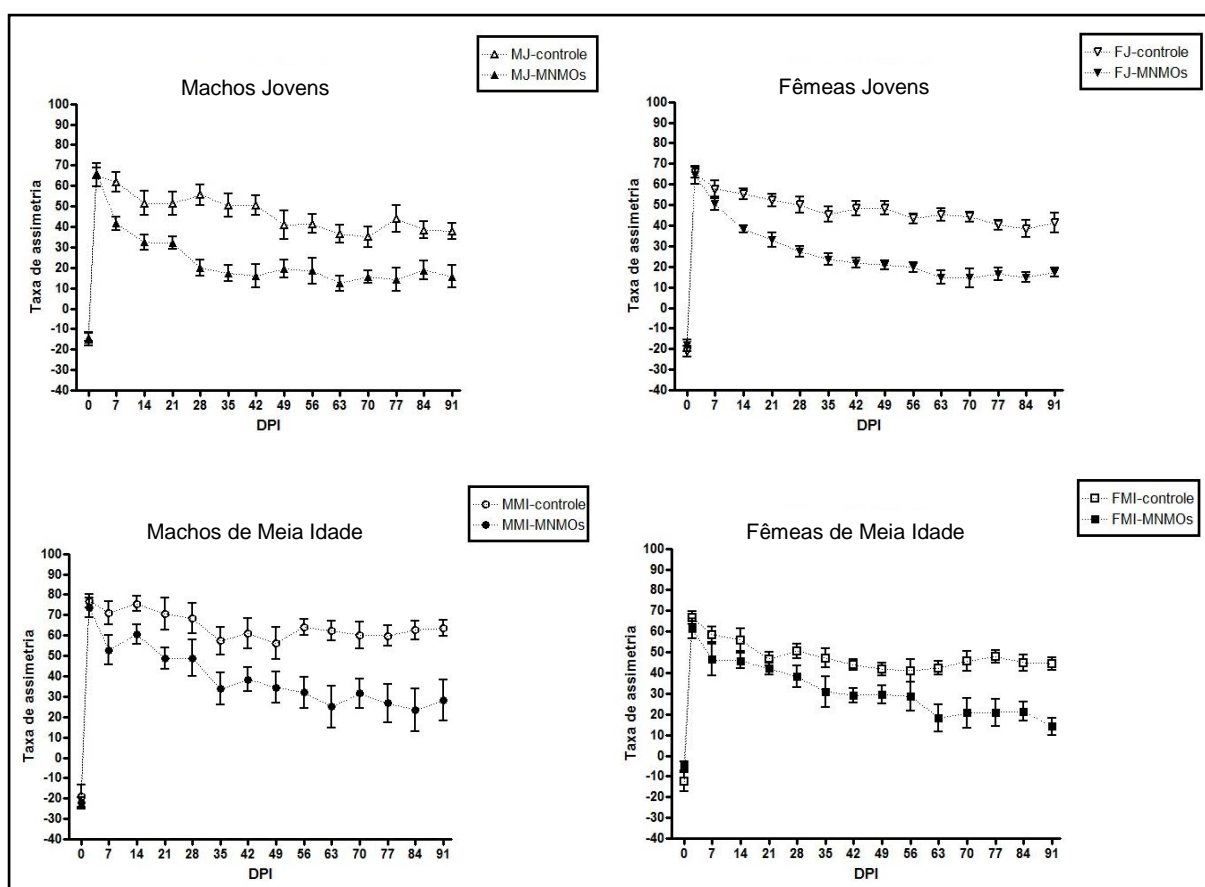 MJ-controle
MJ-MNMOs
Machos Jovens
Taxa de assimetria
100
90
80
70
60
50
40
30
20
10
0
-10
-20
-30
-40
0 7 14 21 28 35 42 49 56 63 70 77 84 91
DPI
FJ-controle
FJ-MNMOs
Fêmeas Jovens
Taxa de assimetria
100
90
80
70
60
50
40
30
20
10
0
-10
-20
-30
-40
0 7 14 21 28 35 42 49 56 63 70 77 84 91
DPI
MMI-controle
MMI-MNMOs
Machos de Meia Idade
Taxa de assimetria
100
90
80
70
60
50
40
30
20
10
0
-10
-20
-30
-40
0 7 14 21 28 35 42 49 56 63 70 77 84 91
DPI
FMI-controle
FMI-MNMOs
Fêmeas de Meia Idade
Taxa de assimetria
100
90
80
70
60
50
40
30
20
10
0
-10
-20
-30
-40
0 7 14 21 28 35 42 49 56 63 70 77 84 91
DPI